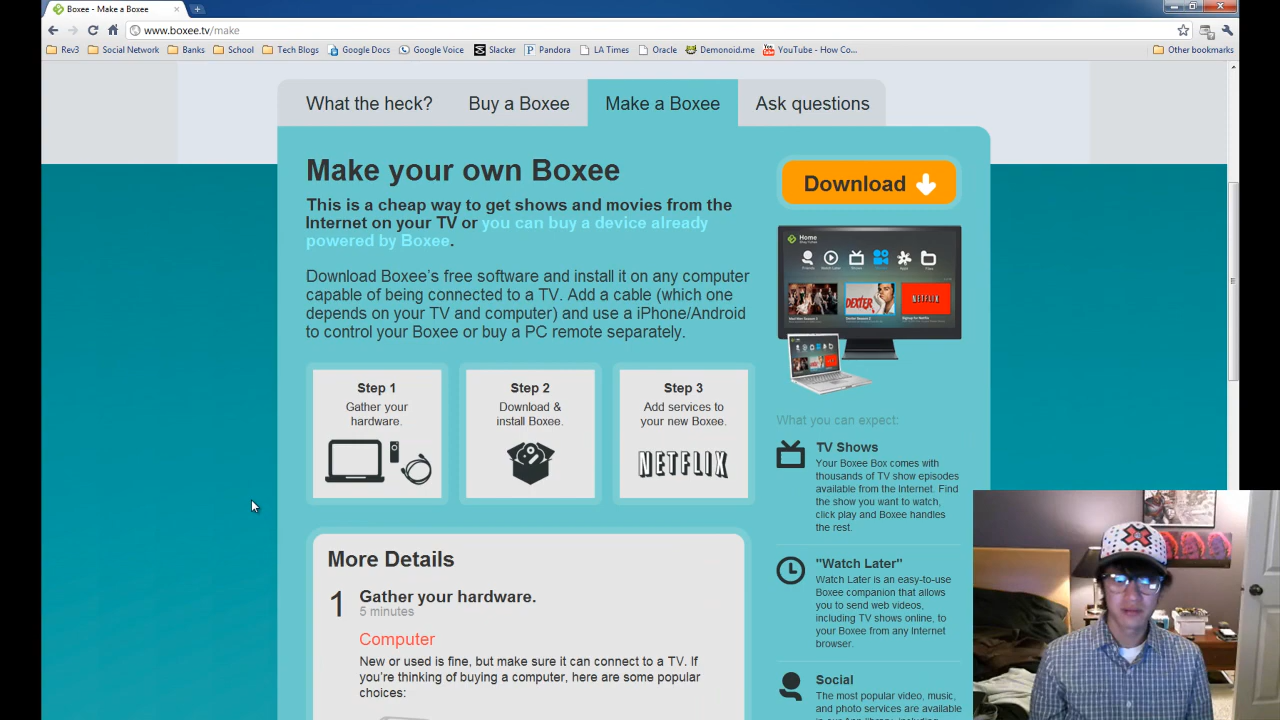 Boxee - Make a Boxee
www.boxee.tv/make
Rev3 Social Network Banks School Tech Blogs Google Docs Google Voice Slacker Pandora LA Times Oracle Demonoid.me YouTube - How Co... Other bookmarks
What the heck? Buy a Boxee Make a Boxee Ask questions
Make your own Boxee
This is a cheap way to get shows and movies from the
Internet on your TV or you can buy a device already
powered by Boxee.
Download Boxee's free software and install it on any computer
capable of being connected to a TV. Add a cable (which one
depends on your TV and computer) and use a iPhone/Android
to control your Boxee or buy a PC remote separately.
Step 1
Gather your
hardware.
Step 2
Download &
install Boxee.
Step 3
Add services to
your new Boxee.
NETFLIX
More Details
1 Gather your hardware.
5 minutes
Computer
New or used is fine, but make sure it can connect to a TV. If
you're thinking of buying a computer, here are some popular
choices:
Download
Home
DEXTER
NETFLIX
What you can expect:
TV Shows
Your Boxee Box comes with
thousands of TV show episodes
available from the Internet. Find
the show you want to watch,
click play and Boxee handles
the rest.
"Watch Later"
Watch Later is an easy-to-use
Boxee companion that allows
you to send web videos,
including TV shows online, to
your Boxee from any Internet
browser.
Social
The most popular video, music,
and photo services are available